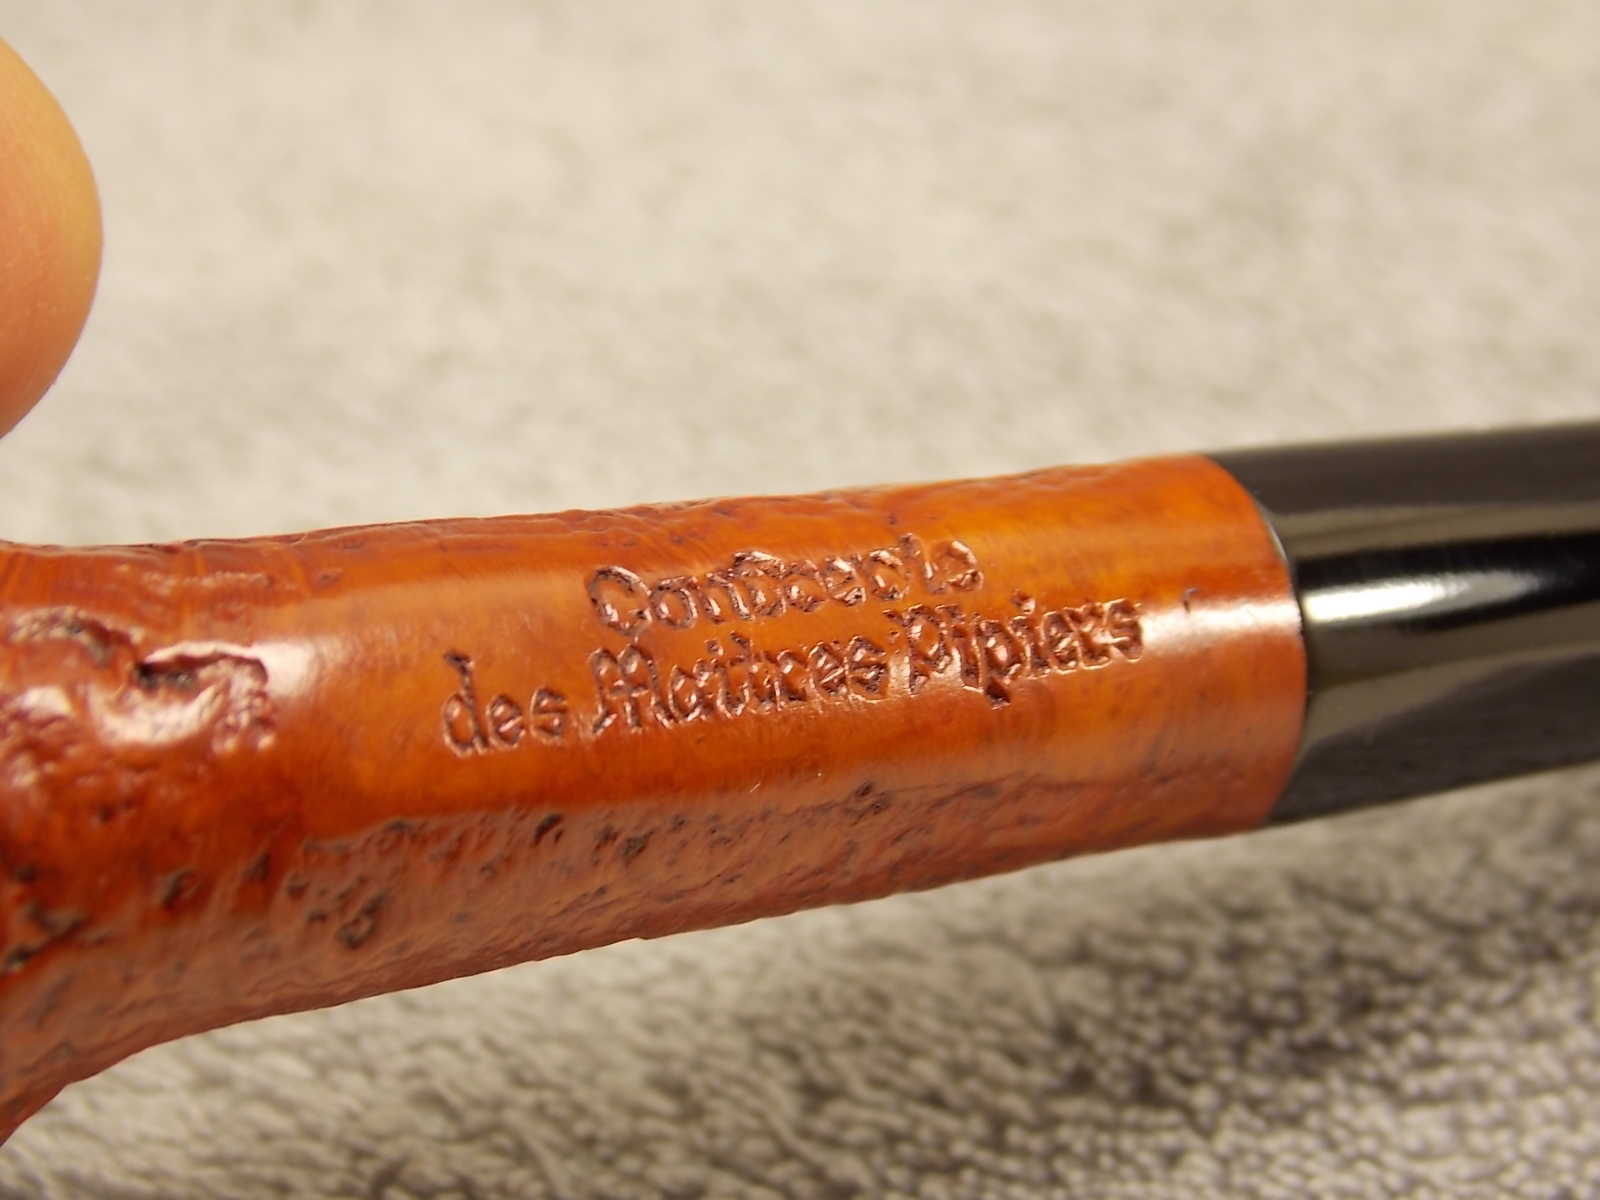 Confrerie
des Maitres Pipiers